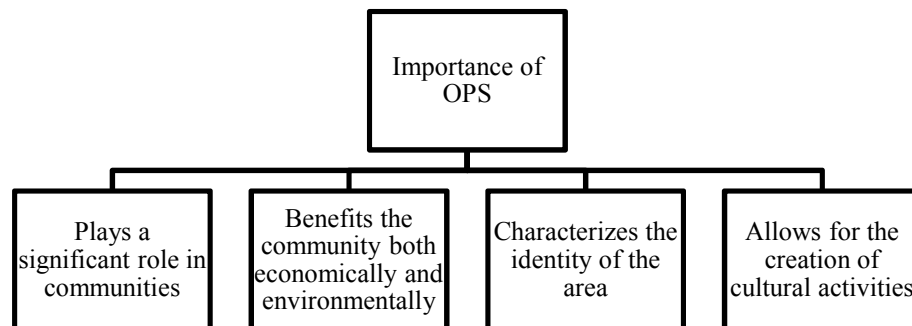 Importance of
OPS
Plays a
significant role in
communities
Benefits the
community both
economically and
environmentally
Characterizes the
identity of the
area
Allows for the
creation of
cultural activities